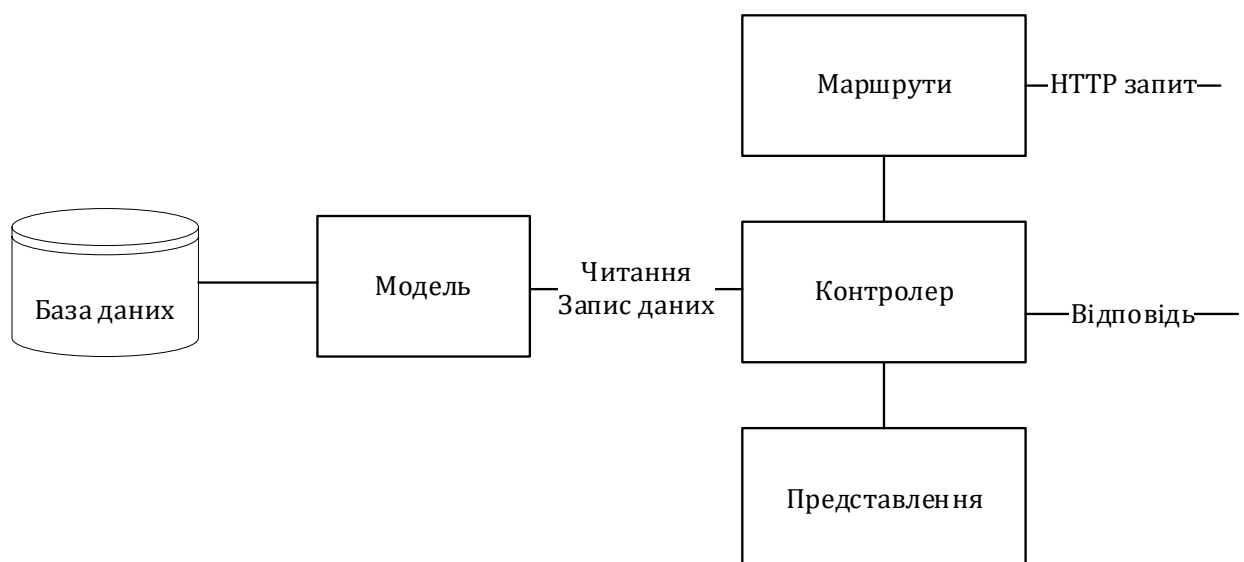 Маршрути
HTTP запит
База даних
Модель
Читання
Запис даних
Контролер
Відповідь
Представлення